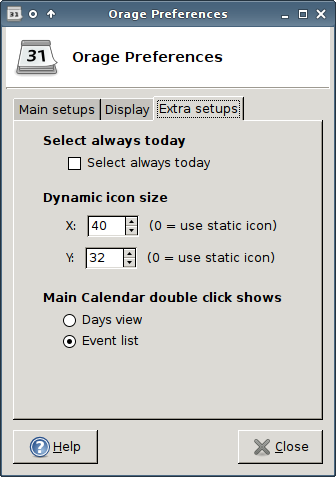 31 Orage Preferences
31 Orage Preferences
Main setups Display Extra setups
Select always today
Select always today
Dynamic icon size
X: 40 (0 = use static icon)
Y: 32 (0 = use static icon)
Main Calendar double click shows
Days view
Event list
? Help Close